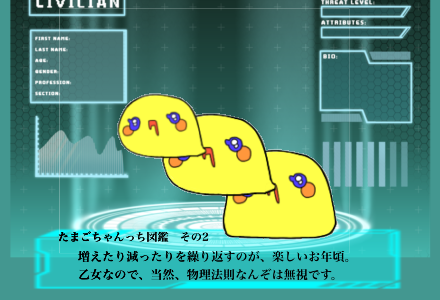 CIVILIAN
THREAT LEVEL:
ATTRIBUTES:
FIRST NAME:
LAST NAME:
AGE:
GENDER:
PROFESSION:
SECTION:
BIO:
たまごちゃんっち図鑑　その2
増えたり減ったりを繰り返すのが、楽しいお年頃。
乙女なので、当然、物理法則なんぞは無視です。